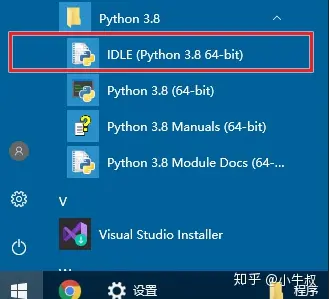 Python 3.8
IDLE (Python 3.8 64-bit)
Python 3.8 (64-bit)
Python 3.8 Manuals (64-bit)
Python 3.8 Module Docs (64-...
V
Visual Studio Installer
设置
程序
知乎 @小牛叔